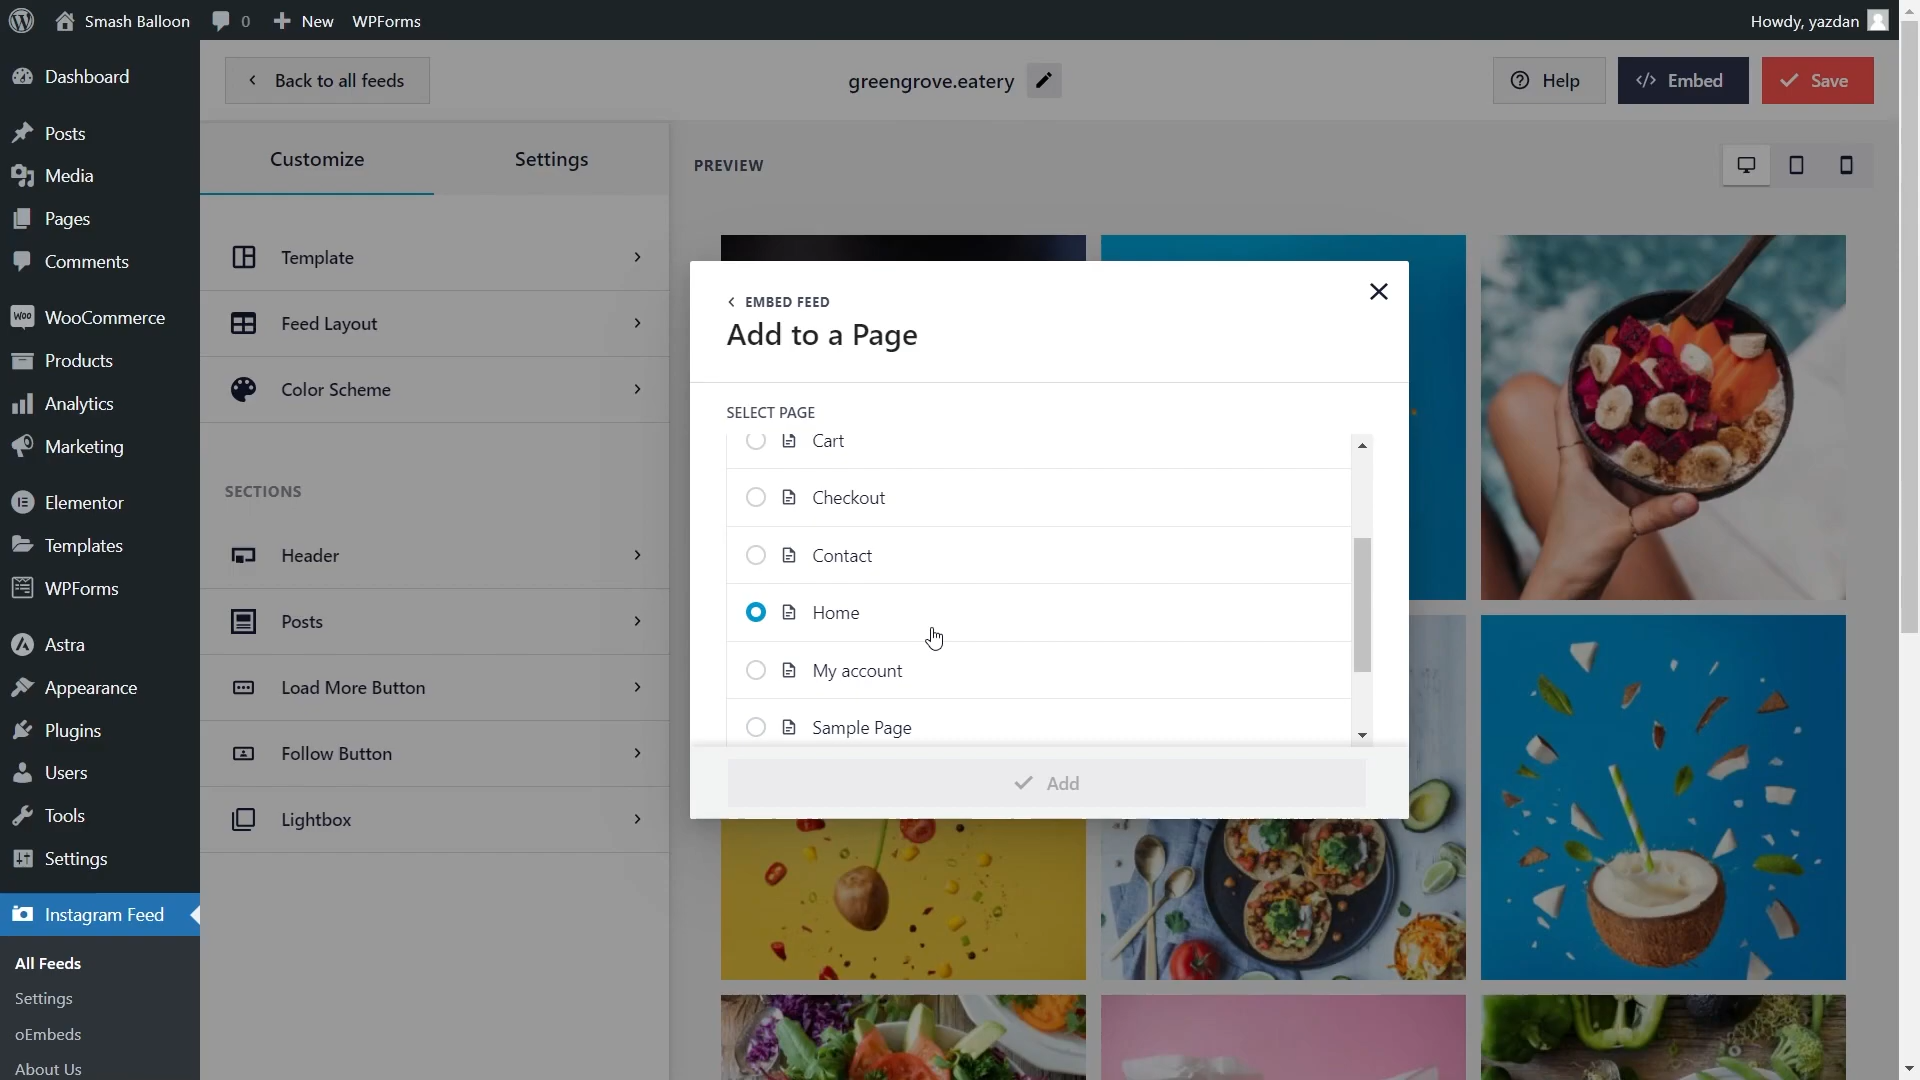 Smash Balloon
0
New
WPForms
Howdy, yazdan
Dashboard
Posts
Media
Pages
Comments
WooCommerce
Products
Analytics
Marketing
Elementor
Templates
WPForms
Astra
Appearance
Plugins
Users
Tools
Settings
Instagram Feed
All Feeds
Settings
oEmbeds
About Us
Back to all feeds
greengrove.eatery
Help
Embed
Save
Customize
Settings
Template
Feed Layout
Color Scheme
SECTIONS
Header
Posts
Load More Button
Follow Button
Lightbox
PREVIEW
EMBED FEED
Add to a Page
SELECT PAGE
Cart
Checkout
Contact
Home
My account
Sample Page
Add